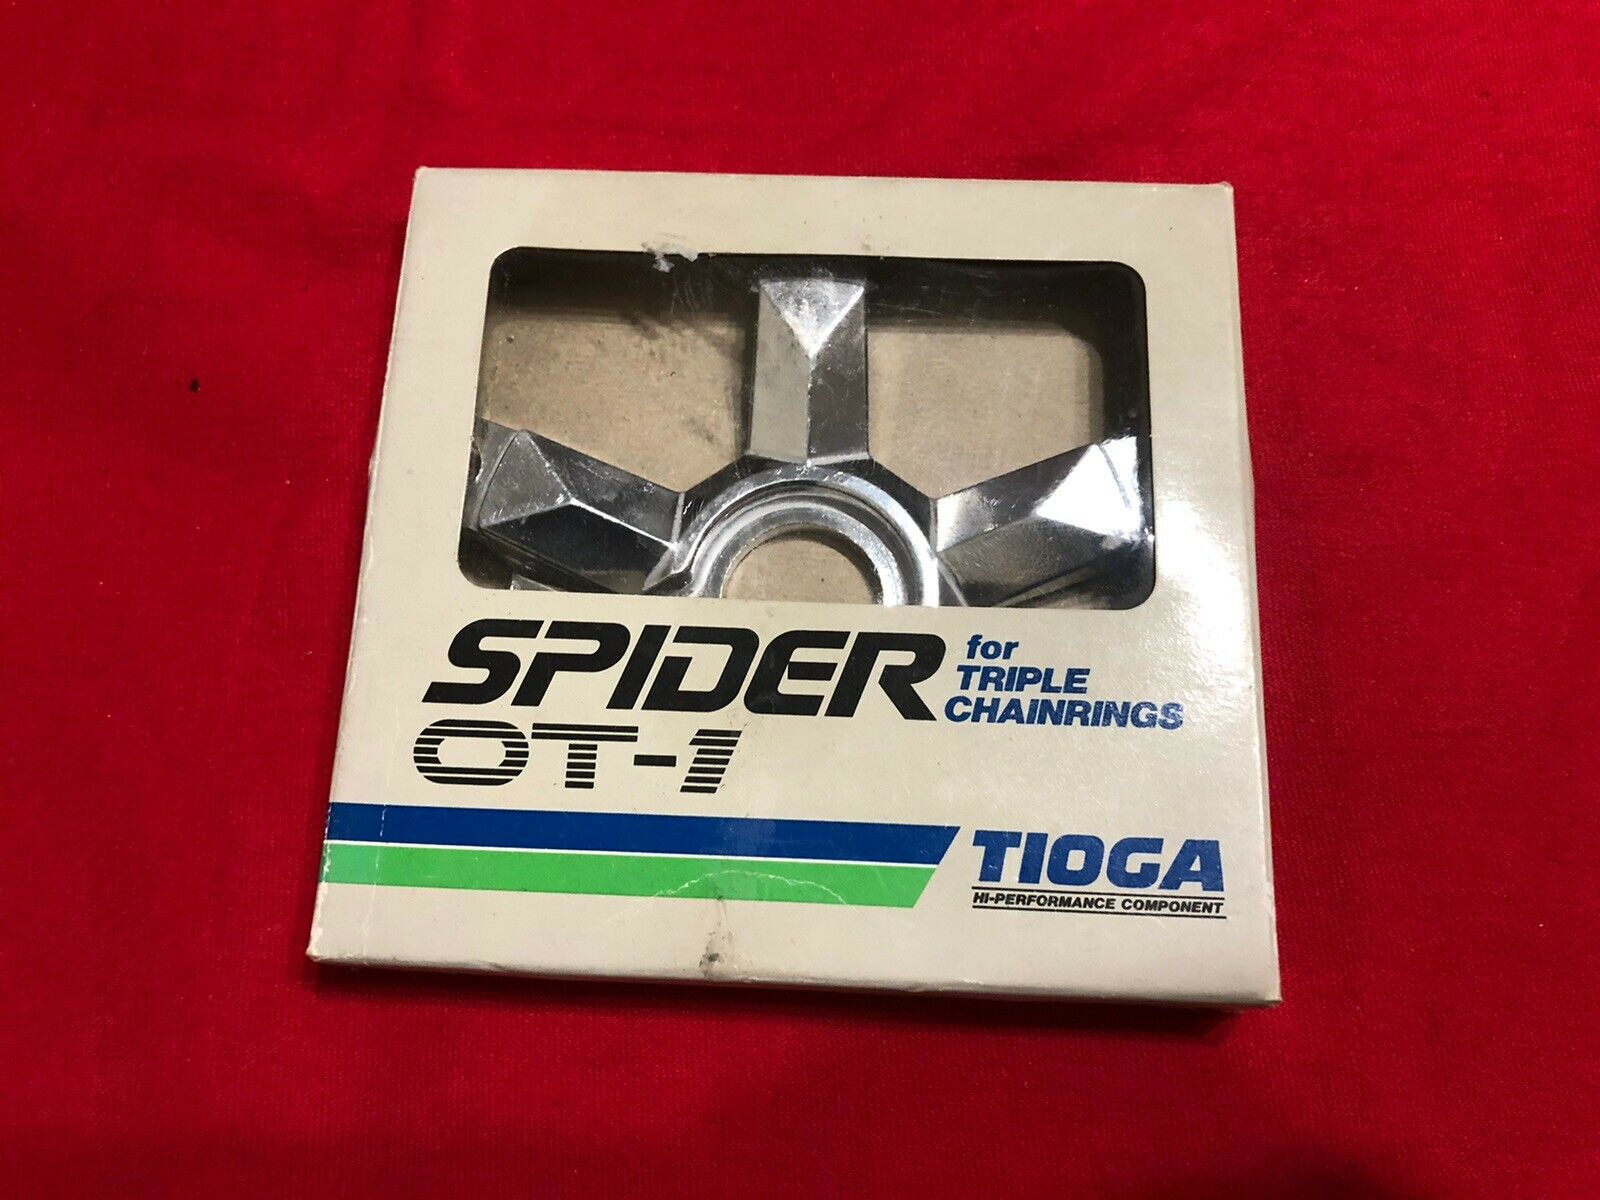 SPIDER
for
TRIPLE
CHAINRINGS
OT-1
TIOGA
HI-PERFORMANCE COMPONENT